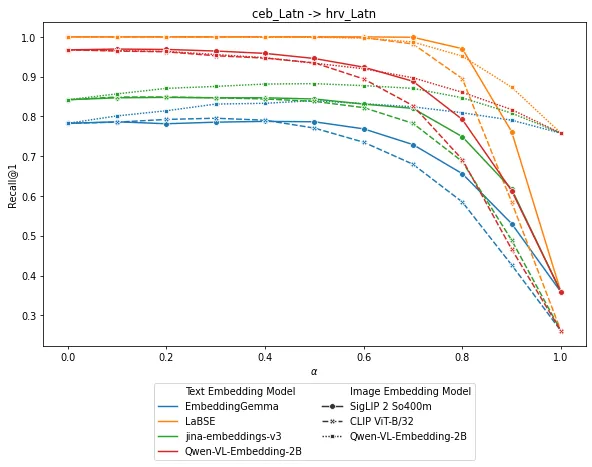 ceb_Latn -> hrv_Latn
Recall@1
1.0
0.9
0.8
0.7
0.6
0.5
0.4
0.3
0.0 0.2 0.4 0.6 0.8 1.0
α
Text Embedding Model
EmbeddingGemma
LaBSE
jina-embeddings-v3
Qwen-VL-Embedding-2B
Image Embedding Model
SigLIP 2 So400m
CLIP ViT-B/32
Qwen-VL-Embedding-2B